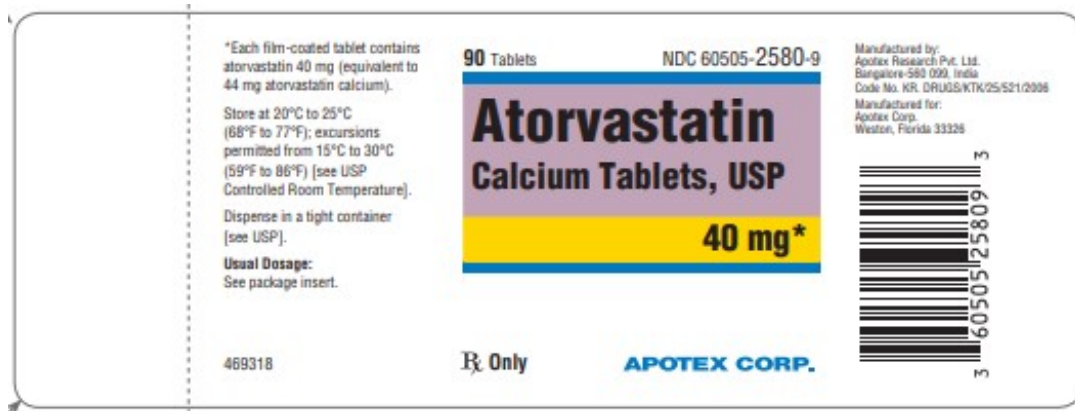 *Each film-coated tablet contains
atorvastatin 40 mg (equivalent to
44 mg atorvastatin calcium).
Store at 20°C to 25°C
(68°F to 77°F); excursions
permitted from 15°C to 30°C
(59°F to 86°F) [see USP
Controlled Room Temperature].
Dispense in a tight container
[see USP].
Usual Dosage:
See package insert.
469318
90 Tablets NDC 60505-2580-9
Atorvastatin
Calcium Tablets, USP
40 mg*
℞ Only APOTEX CORP.
Manufactured by:
Apotex Research Pvt. Ltd.
Bangalore-560 099, India
Code No. KR. DRUGS/KTK/25/521/2006
Manufactured for:
Apotex Corp.
Weston, Florida 33326
3 60505 25809 3